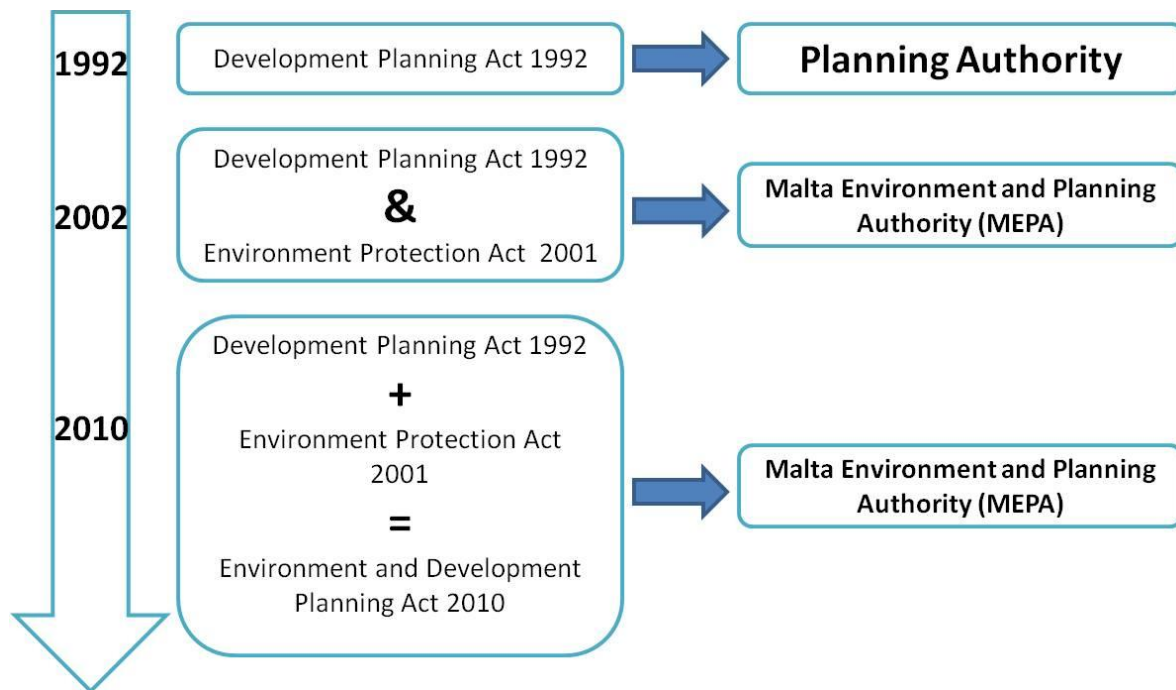 1992
Development Planning Act 1992
Planning Authority
2002
Development Planning Act 1992
&
Environment Protection Act 2001
Malta Environment and Planning
Authority (MEPA)
2010
Development Planning Act 1992
+
Environment Protection Act
2001
=
Environment and Development
Planning Act 2010
Malta Environment and Planning
Authority (MEPA)